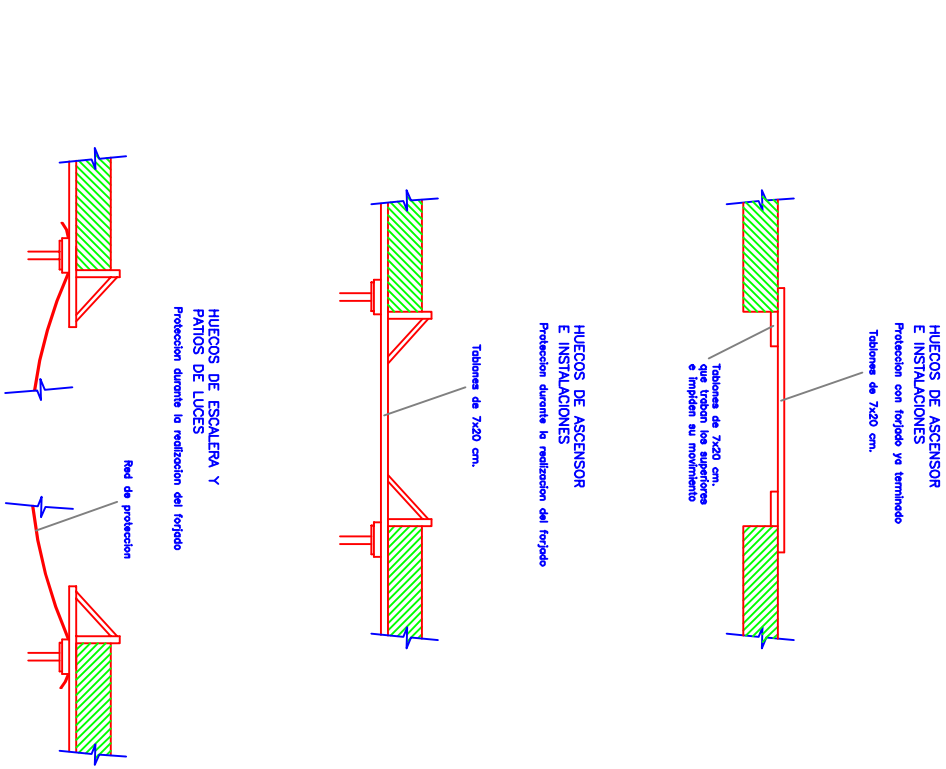 HUECOS DE ASCENSOR
E INSTALACIONES
Proteccion con forjado ya terminado
Tablones de 7x20 cm.
Tablones de 7x20 cm.
que traban los superiores
e impiden su movimiento
HUECOS DE ASCENSOR
E INSTALACIONES
Proteccion durante la realizacion del forjado
Tablones de 7x20 cm.
HUECOS DE ESCALERA Y
PATIOS DE LUCES
Proteccion durante la realizacion del forjado
Red de proteccion